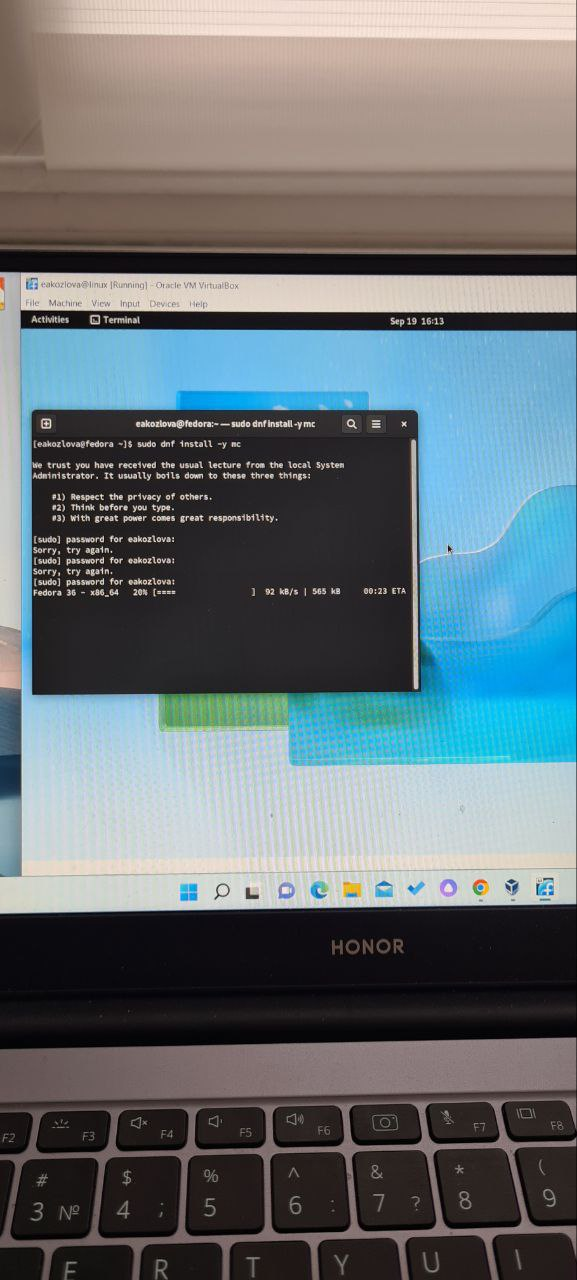 eakozlova@linux [Running] - Oracle VM VirtualBox
File Machine View Input Devices Help
Activities Terminal Sep 19 16:13
eakozlova@fedora:~ — sudo dnf install -y mc
[eakozlova@fedora ~]$ sudo dnf install -y mc
We trust you have received the usual lecture from the local System
Administrator. It usually boils down to these three things:
#1) Respect the privacy of others.
#2) Think before you type.
#3) With great power comes great responsibility.
[sudo] password for eakozlova:
Sorry, try again.
[sudo] password for eakozlova:
Sorry, try again.
[sudo] password for eakozlova:
Fedora 36 - x86_64 20% [==== ] 92 kB/s | 565 kB 00:23 ETA
HONOR
F2 F3 F4 F5 F6 F7 F8
# $ % ^ & * (
3 № 4 ; 5 6 : 7 ? 8 9
E R T Y U I